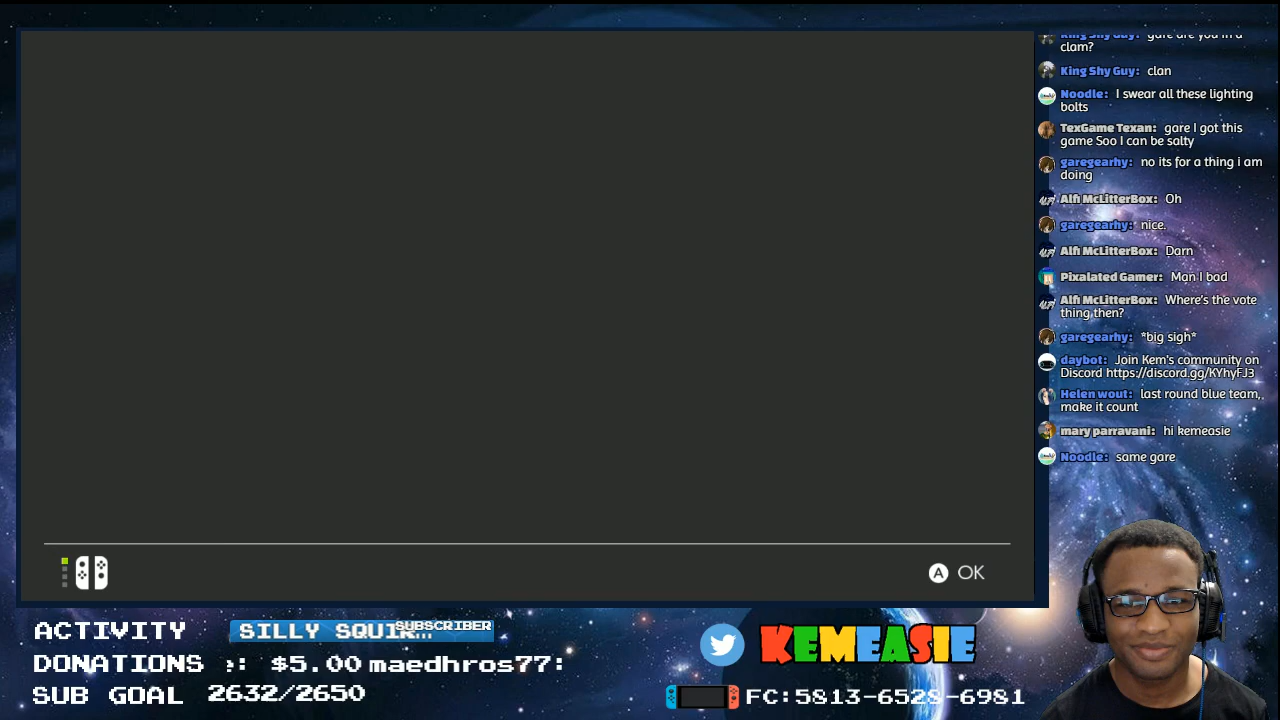 clam?
King Shy Guy: clan
Noodle: I swear all these lighting
bolts
TexGame Texan: gare I got this
game Soo I can be salty
garegearhy: no its for a thing i am
doing
Alfi McLitterBox: Oh
garegearhy: nice.
Alfi McLitterBox: Darn
Pixalated Gamer: Man I bad
Alfi McLitterBox: Where's the vote
thing then?
garegearhy: *big sigh*
daybot: Join Kem's community on
Discord https://discord.gg/KYhyFJ3
Helen wout: last round blue team,
make it count
mary parravani: hi kemeasie
Noodle: same gare
A OK
ACTIVITY SILLY SQUIR... SUBSCRIBER
DONATIONS : $5.00 maedhros77:
SUB GOAL 2632/2650
KEMEASIE
FC:5813-6528-6981